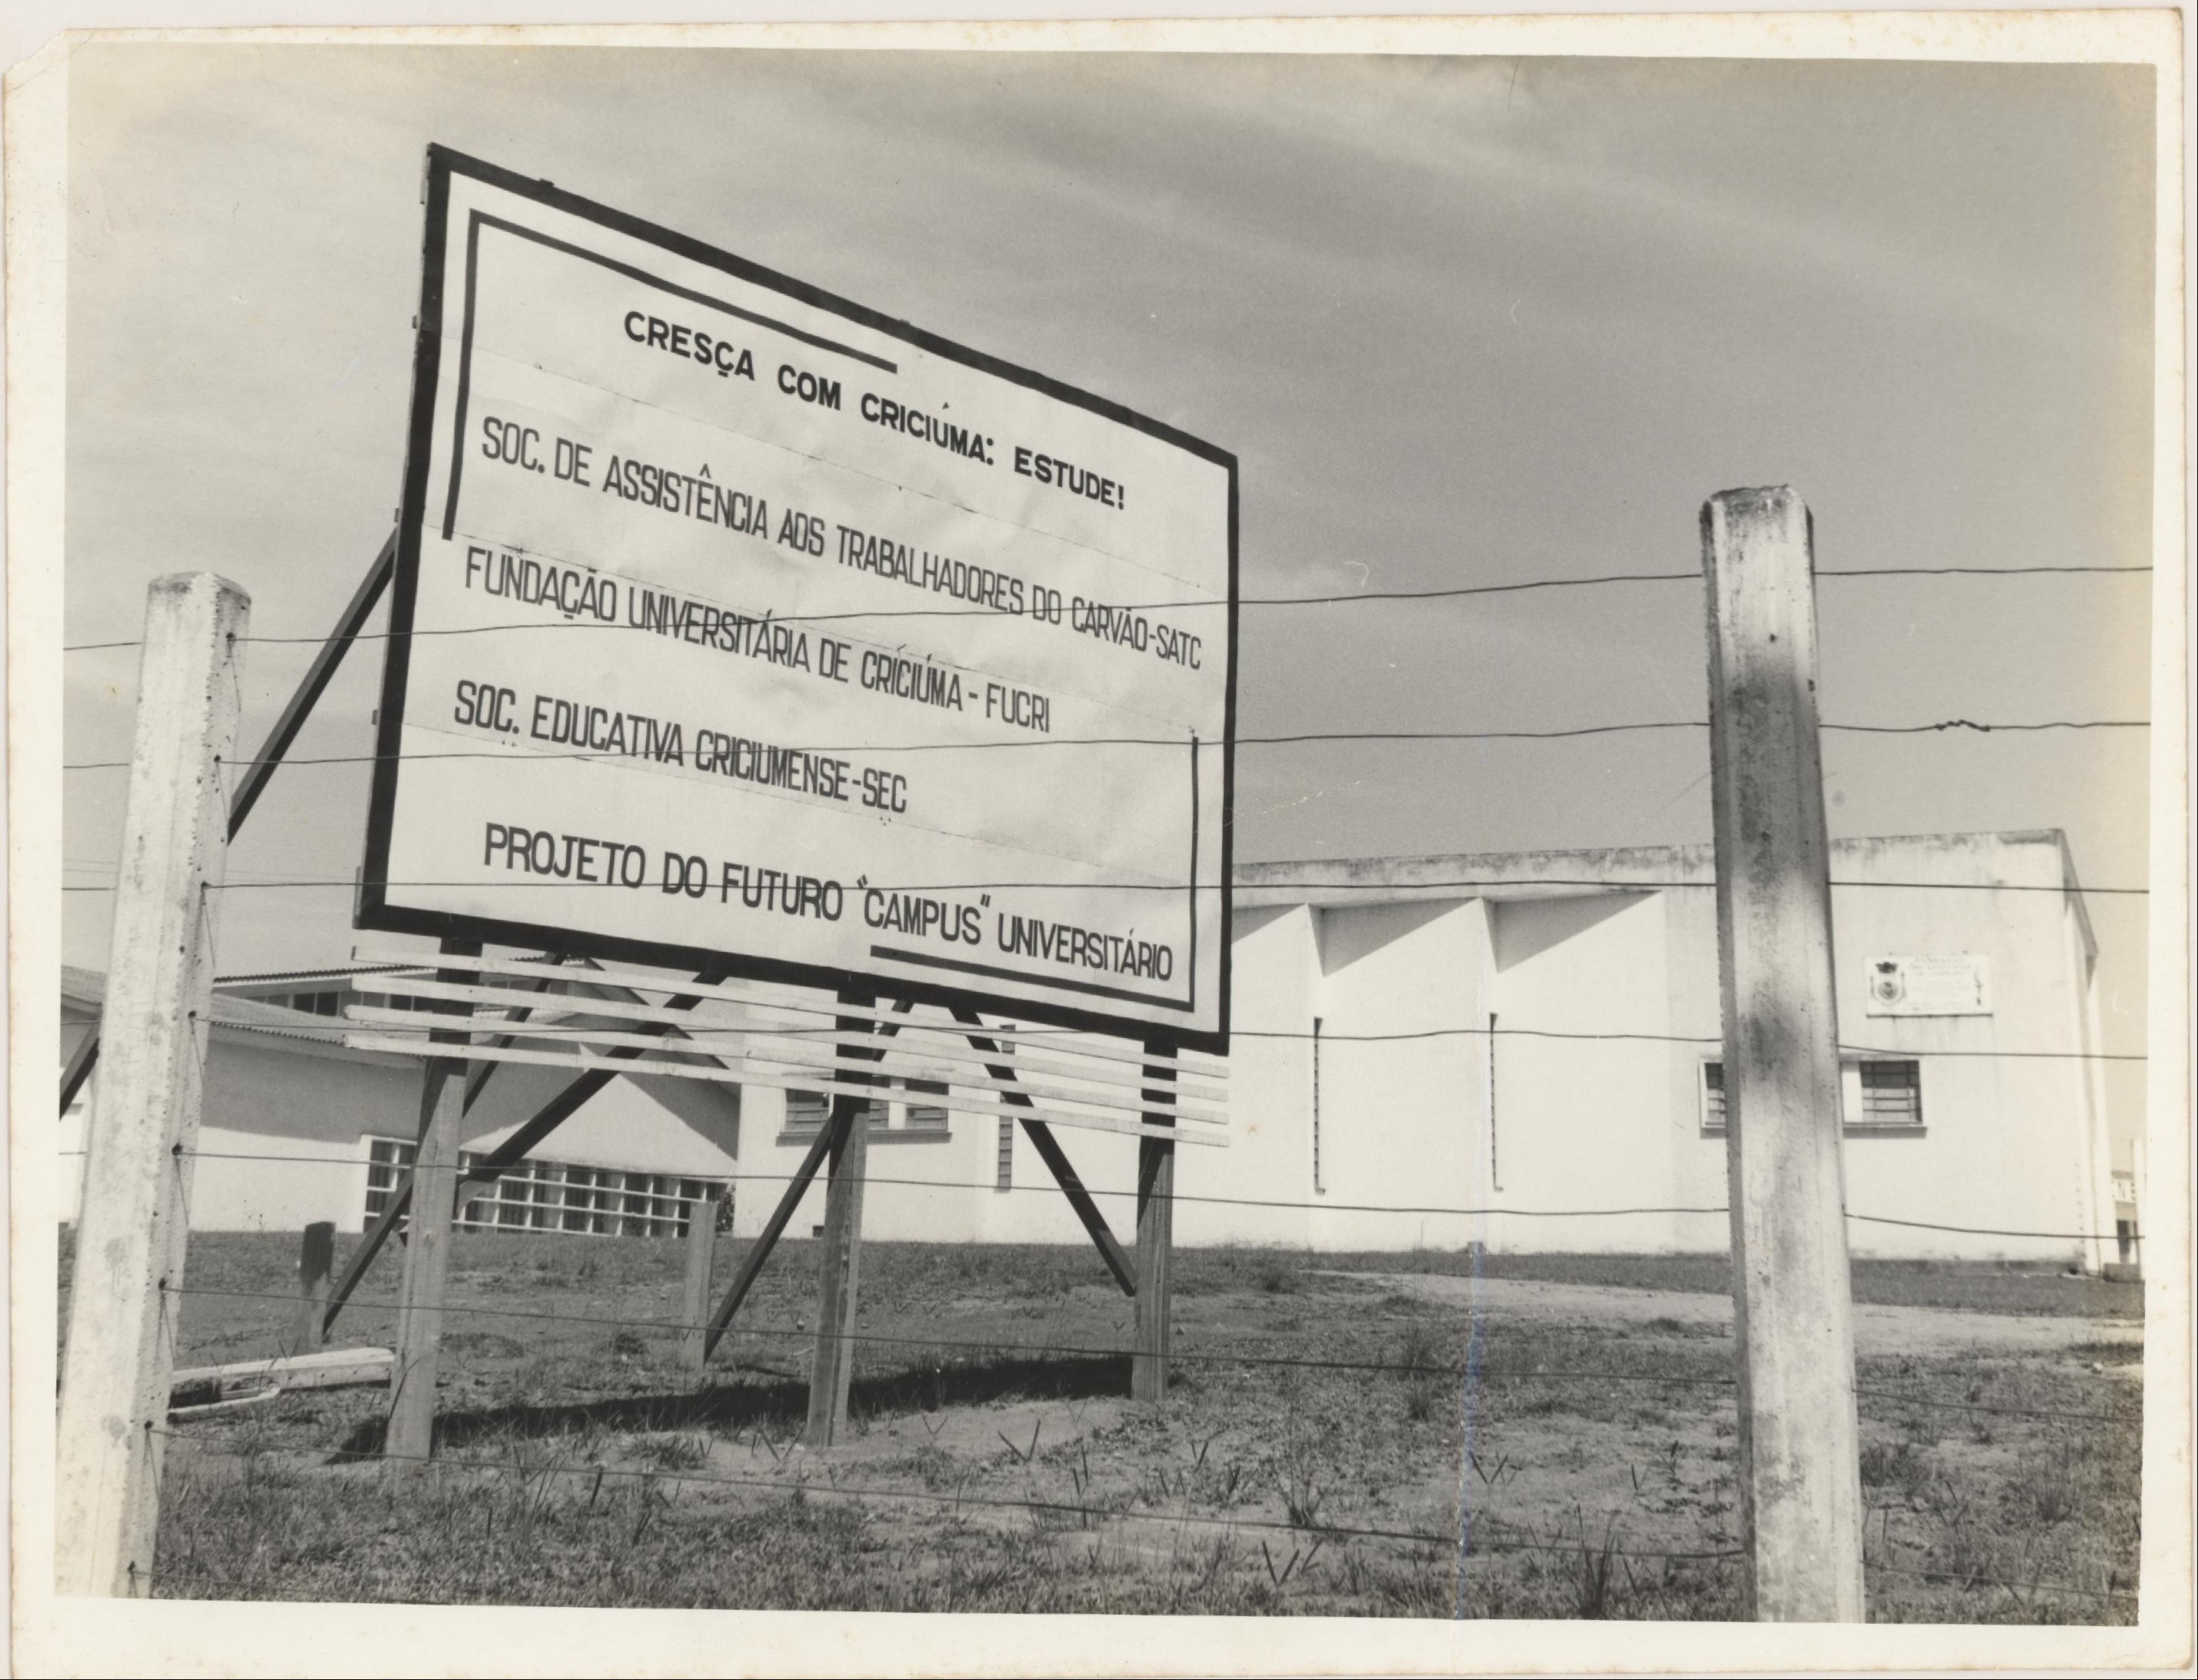 CRESÇA COM CRICIÚMA: ESTUDE!
SOC. DE ASSISTÊNCIA AOS TRABALHADORES DO CARVÃO-SATC
FUNDAÇÃO UNIVERSITÁRIA DE CRICIÚMA - FUCRI
SOC. EDUCATIVA CRICIUMENSE-SEC
PROJETO DO FUTURO "CAMPUS" UNIVERSITÁRIO